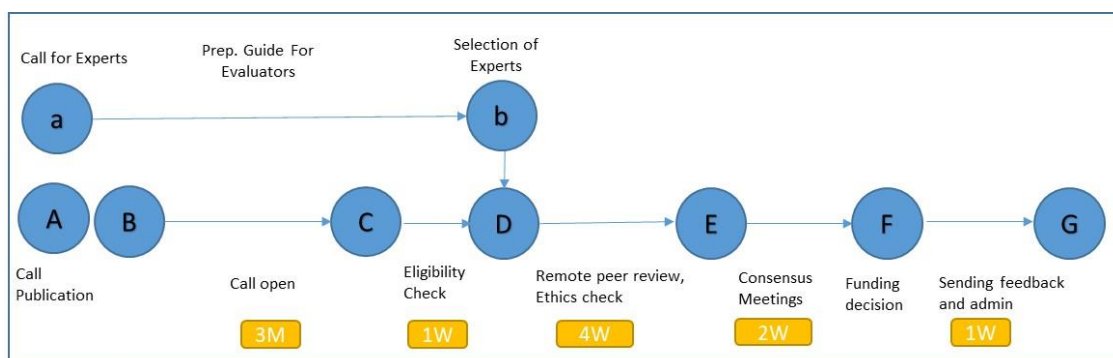 Call for Experts
Prep. Guide For
Evaluators
Selection of
Experts
a
b
A
B
C
D
E
F
G
Call
Publication
Call open
Eligibility
Check
Remote peer review,
Ethics check
Consensus
Meetings
Funding
decision
Sending feedback
and admin
3M
1W
4W
2W
1W